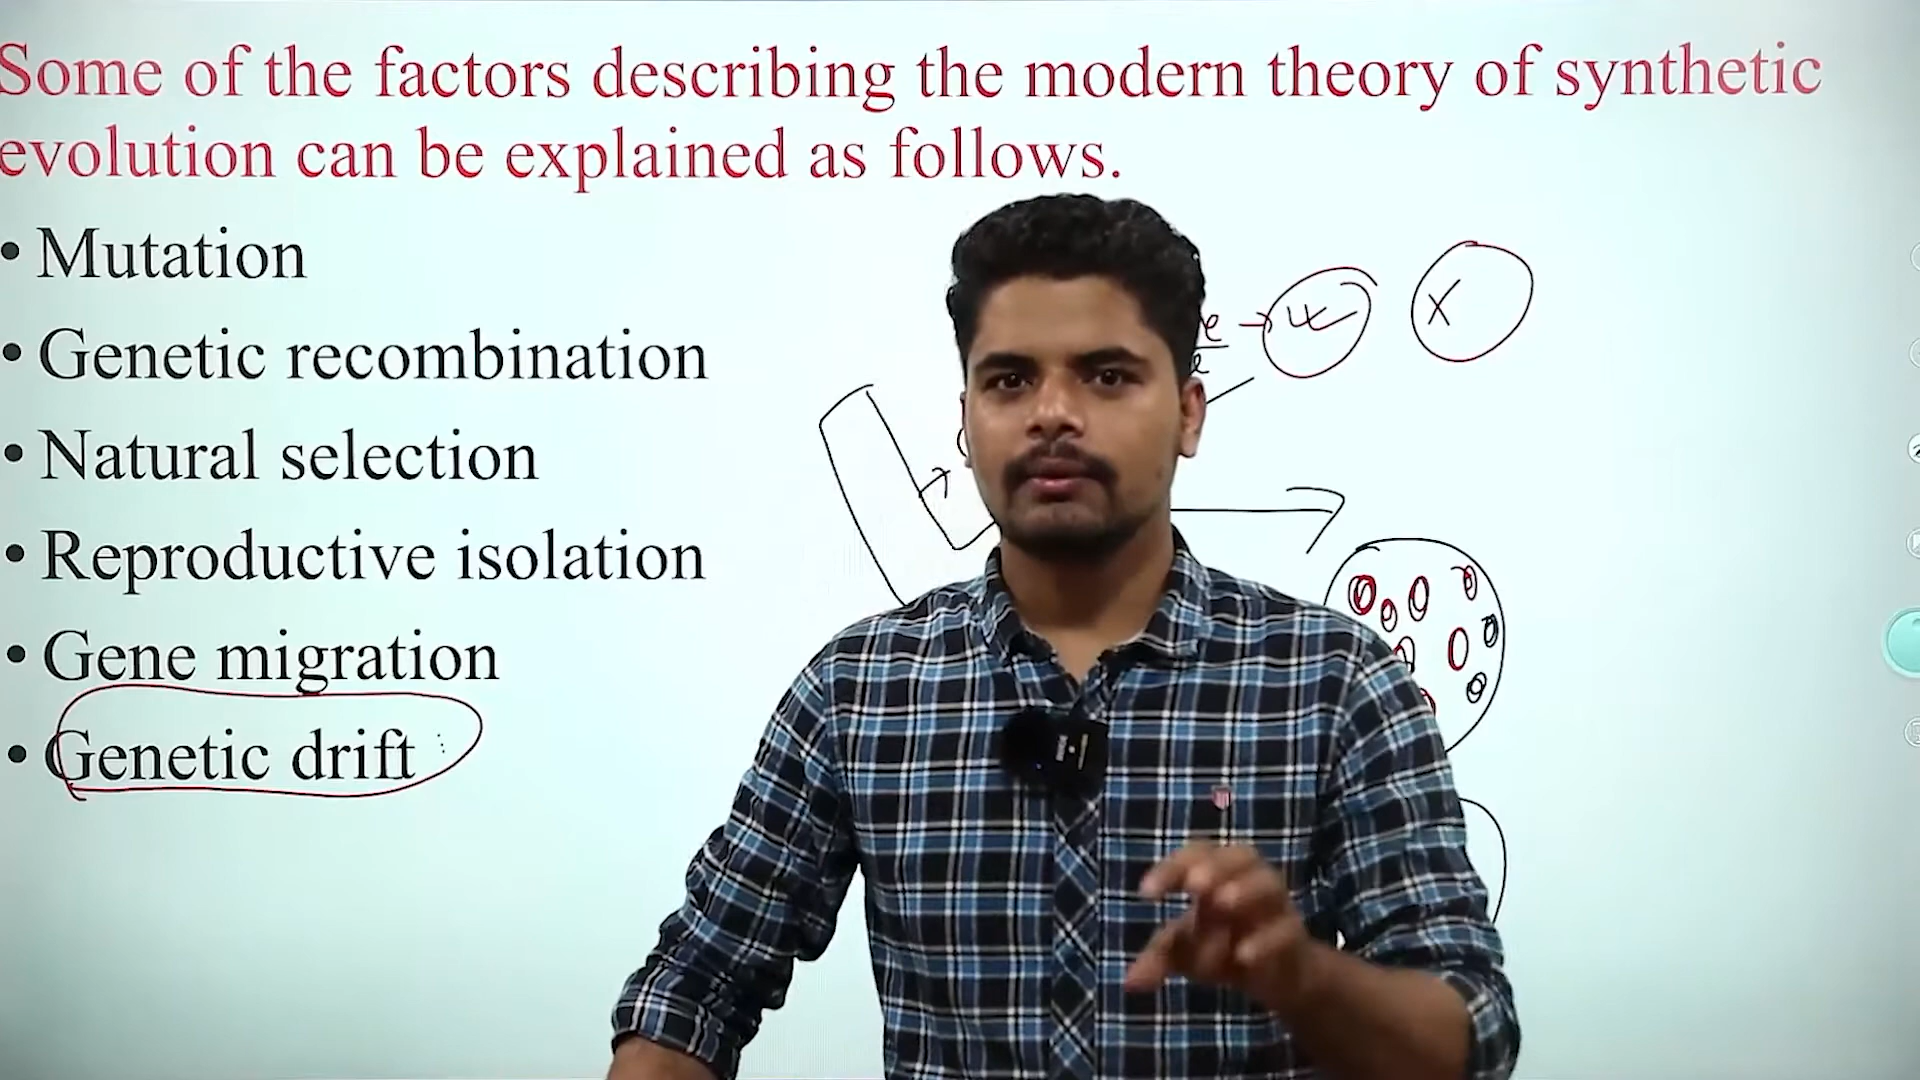 Some of the factors describing the modern theory of synthetic
evolution can be explained as follows.
• Mutation
• Genetic recombination
• Natural selection
• Reproductive isolation
• Gene migration
• Genetic drift
X